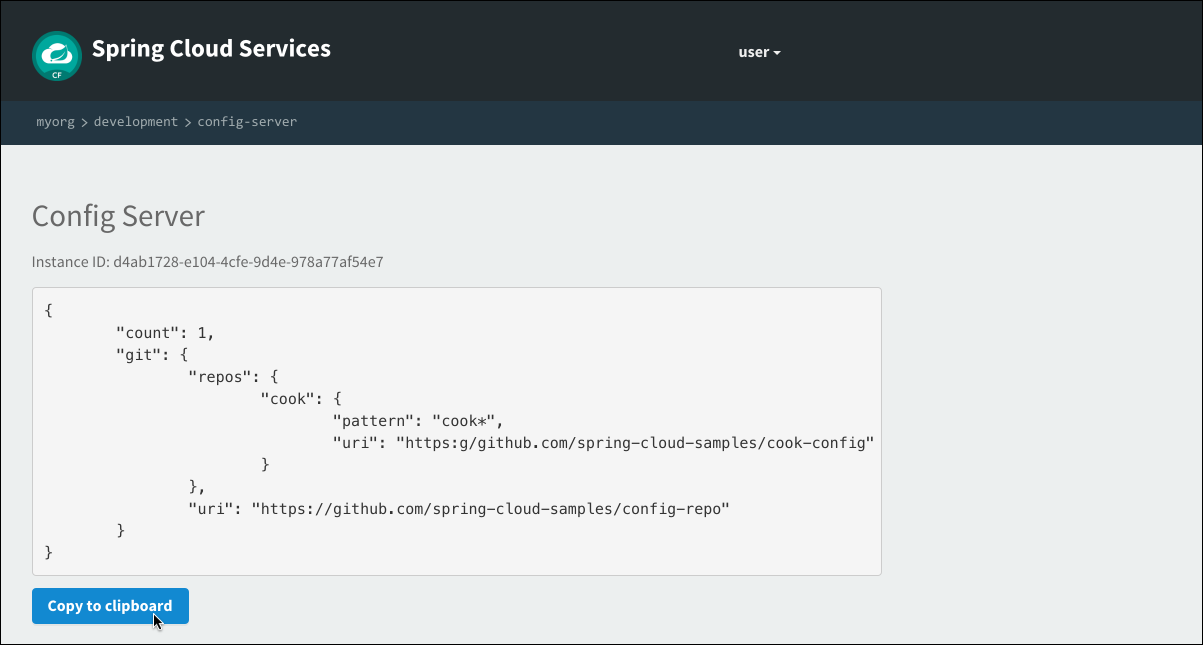 Spring Cloud Services
CF
user
myorg > development > config-server
Config Server
Instance ID: d4ab1728-e104-4cfe-9d4e-978a77af54e7
{
"count": 1,
"git": {
"repos": {
"cook": {
"pattern": "cook*",
"uri": "https:g/github.com/spring-cloud-samples/cook-config"
}
},
"uri": "https://github.com/spring-cloud-samples/config-repo"
}
}
Copy to clipboard